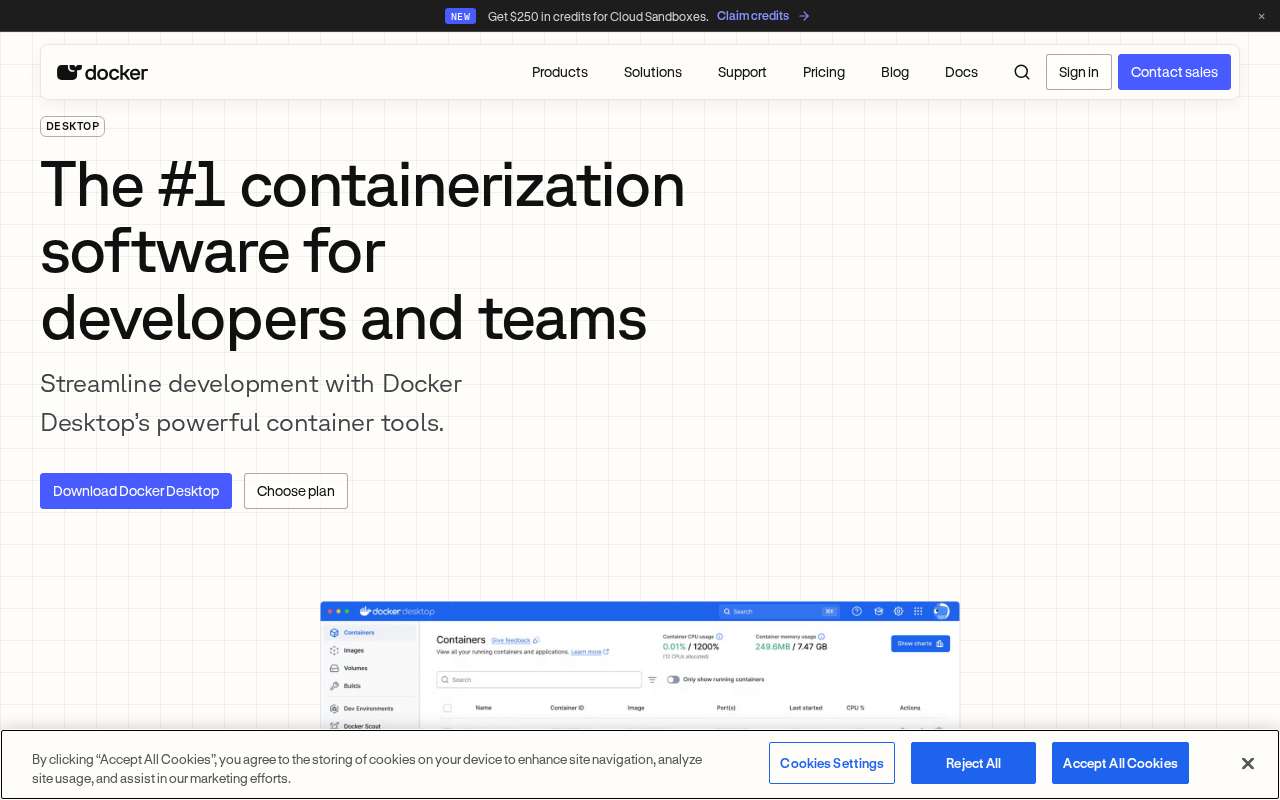 NEW Get $250 in credits for Cloud Sandboxes. Claim credits
docker Products Solutions Support Pricing Blog Docs Sign in Contact sales
DESKTOP
The #1 containerization
software for
developers and teams
Streamline development with Docker
Desktop's powerful container tools.
Download Docker Desktop Choose plan
docker desktop Search ⌘K
Containers
Images
Volumes
Builds
Dev Environments
Docker Scout
Containers Give feedback
View all your running containers and applications. Learn more
Container CPU usage
0.01% / 1200%
(12 CPUs allocated)
Container memory usage
249.6MB / 7.47 GB
Show charts
Search Only show running containers
Name Container ID Image Port(s) Last started CPU % Actions
By clicking “Accept All Cookies”, you agree to the storing of cookies on your device to enhance site navigation, analyze
site usage, and assist in our marketing efforts.
Cookies Settings Reject All Accept All Cookies